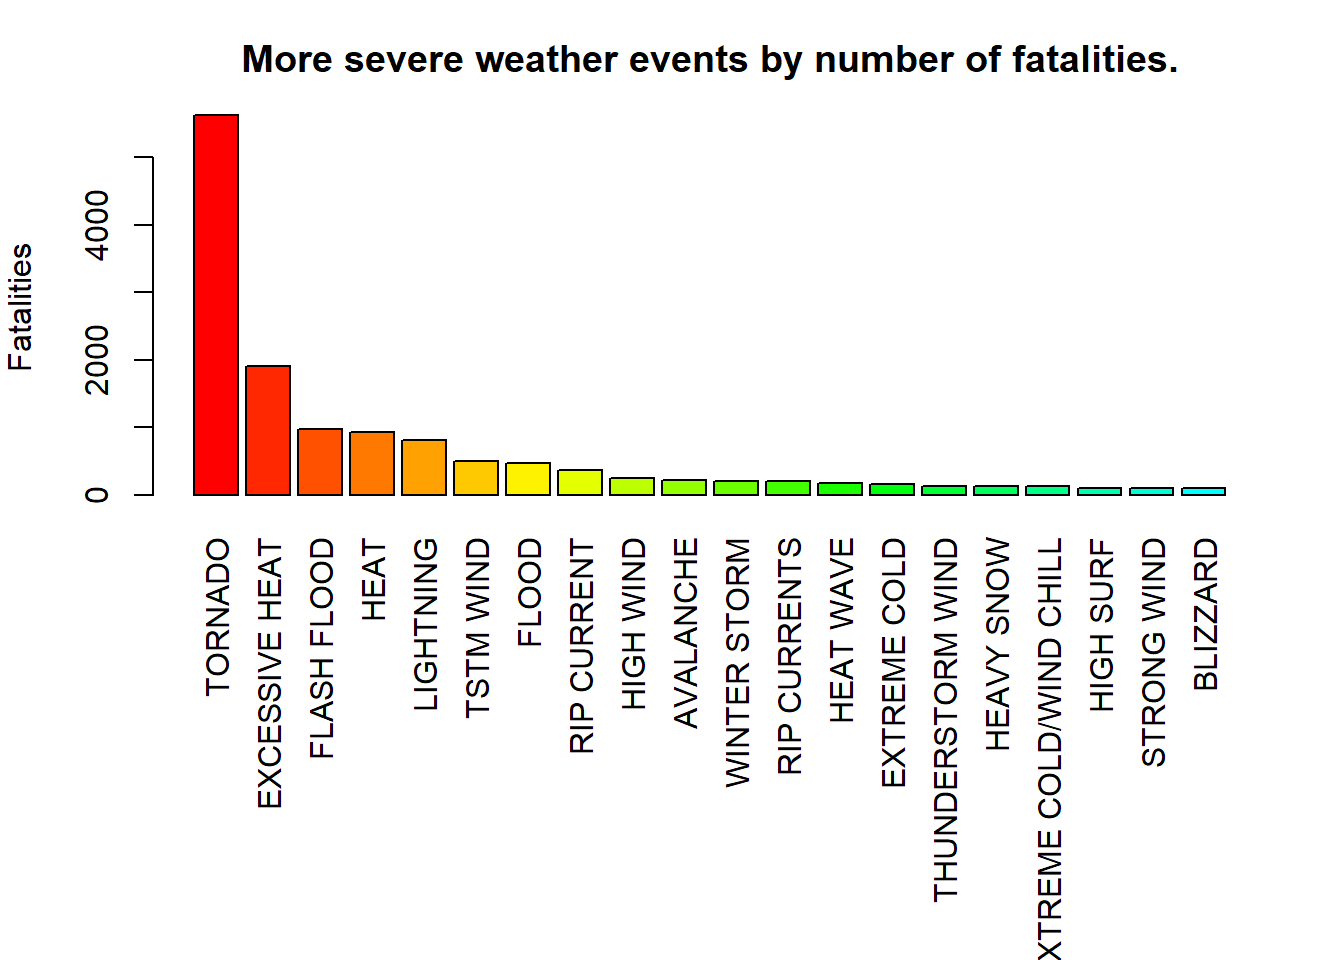 More severe weather events by number of fatalities.
Fatalities
4000
2000
0
TORNADO
EXCESSIVE HEAT
FLASH FLOOD
HEAT
LIGHTNING
TSTM WIND
FLOOD
RIP CURRENT
HIGH WIND
AVALANCHE
WINTER STORM
RIP CURRENTS
HEAT WAVE
EXTREME COLD
THUNDERSTORM WIND
HEAVY SNOW
XTREME COLD/WIND CHILL
HIGH SURF
STRONG WIND
BLIZZARD